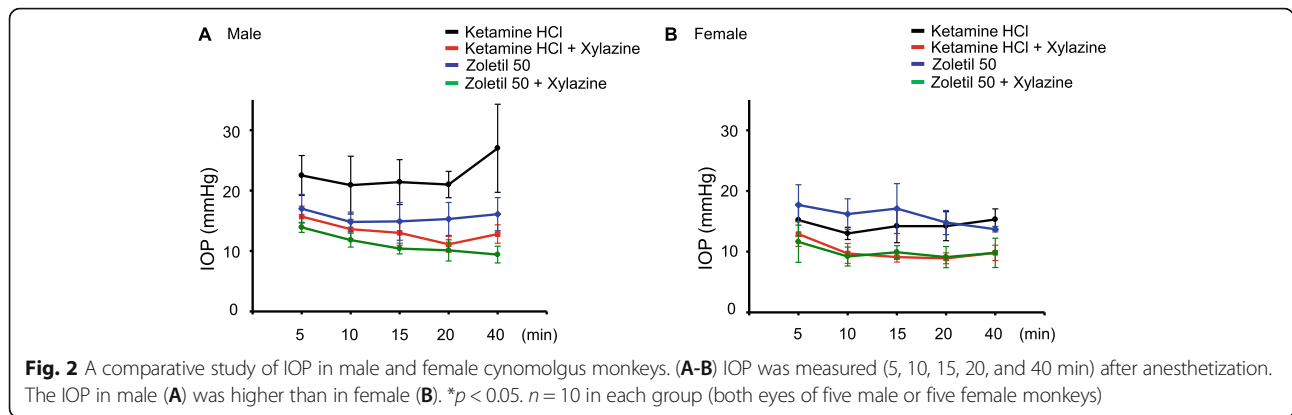 A Male
Ketamine HCl
Ketamine HCl + Xylazine
Zoletil 50
Zoletil 50 + Xylazine
IOP (mmHg)
30
20
10
0
5 10 15 20 40 (min)
B Female
Ketamine HCl
Ketamine HCl + Xylazine
Zoletil 50
Zoletil 50 + Xylazine
IOP (mmHg)
30
20
10
0
5 10 15 20 40 (min)
Fig. 2 A comparative study of IOP in male and female cynomolgus monkeys. (A-B) IOP was measured (5, 10, 15, 20, and 40 min) after anesthetization.
The IOP in male (A) was higher than in female (B). *p < 0.05. n = 10 in each group (both eyes of five male or five female monkeys)